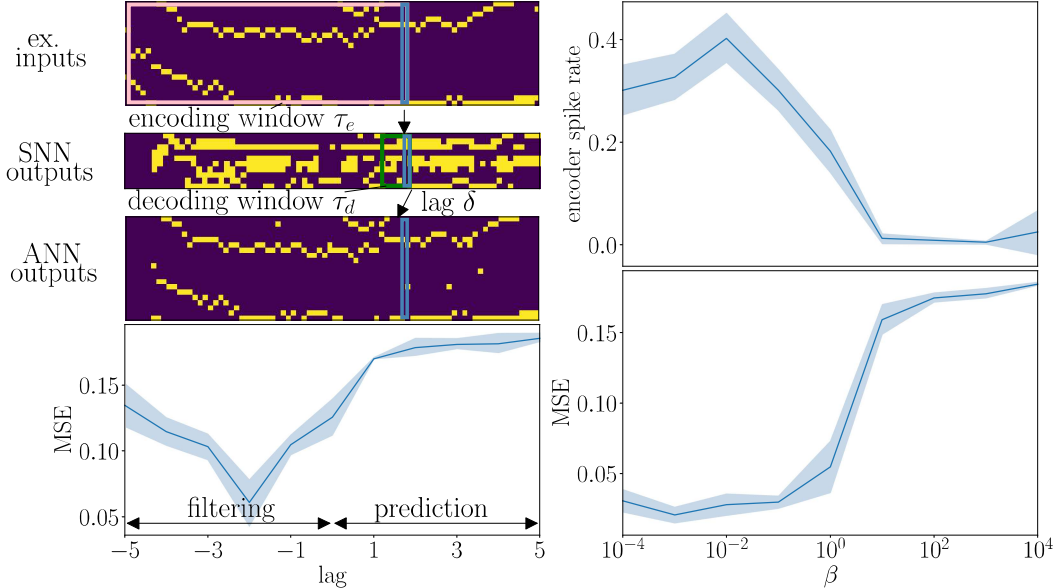 ex.
inputs
encoding window τ_e
SNN
outputs
decoding window τ_d
lag δ
ANN
outputs
MSE
0.15
0.10
0.05
filtering
prediction
−5
−3
−1
1
3
5
lag
encoder spike rate
0.4
0.2
0.0
MSE
0.15
0.10
0.05
10^−4
10^−2
10^0
10^2
10^4
β